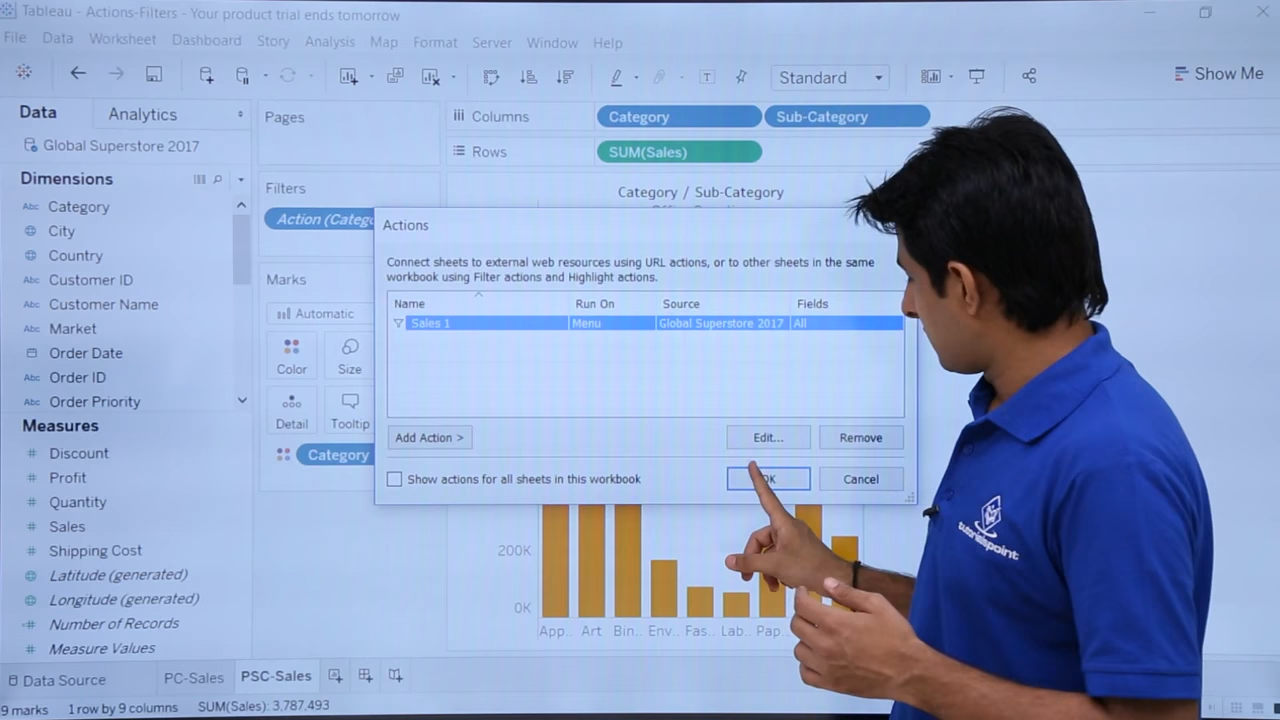 Tableau - Actions-Filters - Your product trial ends tomorrow
File Data Worksheet Dashboard Story Analysis Map Format Server Window Help
Standard
Show Me
Data
Analytics
Global Superstore 2017
Dimensions
Abc Category
City
Country
Abc Customer ID
Abc Customer Name
Abc Market
Order Date
Abc Order ID
Abc Order Priority
Measures
# Discount
# Profit
# Quantity
# Sales
# Shipping Cost
Latitude (generated)
Longitude (generated)
# Number of Records
# Measure Values
Pages
Filters
Action (Catego
Marks
Automatic
Color
Size
Detail
Tooltip
Category
iii Columns
Category
Sub-Category
Rows
SUM(Sales)
Category / Sub-Category
Actions
Connect sheets to external web resources using URL actions, or to other sheets in the same
workbook using Filter actions and Highlight actions.
Name Run On Source Fields
Sales 1 Menu Global Superstore 2017 All
Add Action >
Edit...
Remove
Show actions for all sheets in this workbook
OK
Cancel
200K
0K
App.. Art Bin.. Env.. Fas.. Lab.. Pap..
tutorialspoint
Data Source
PC-Sales
PSC-Sales
9 marks
1 row by 9 columns
SUM(Sales): 3,787,493